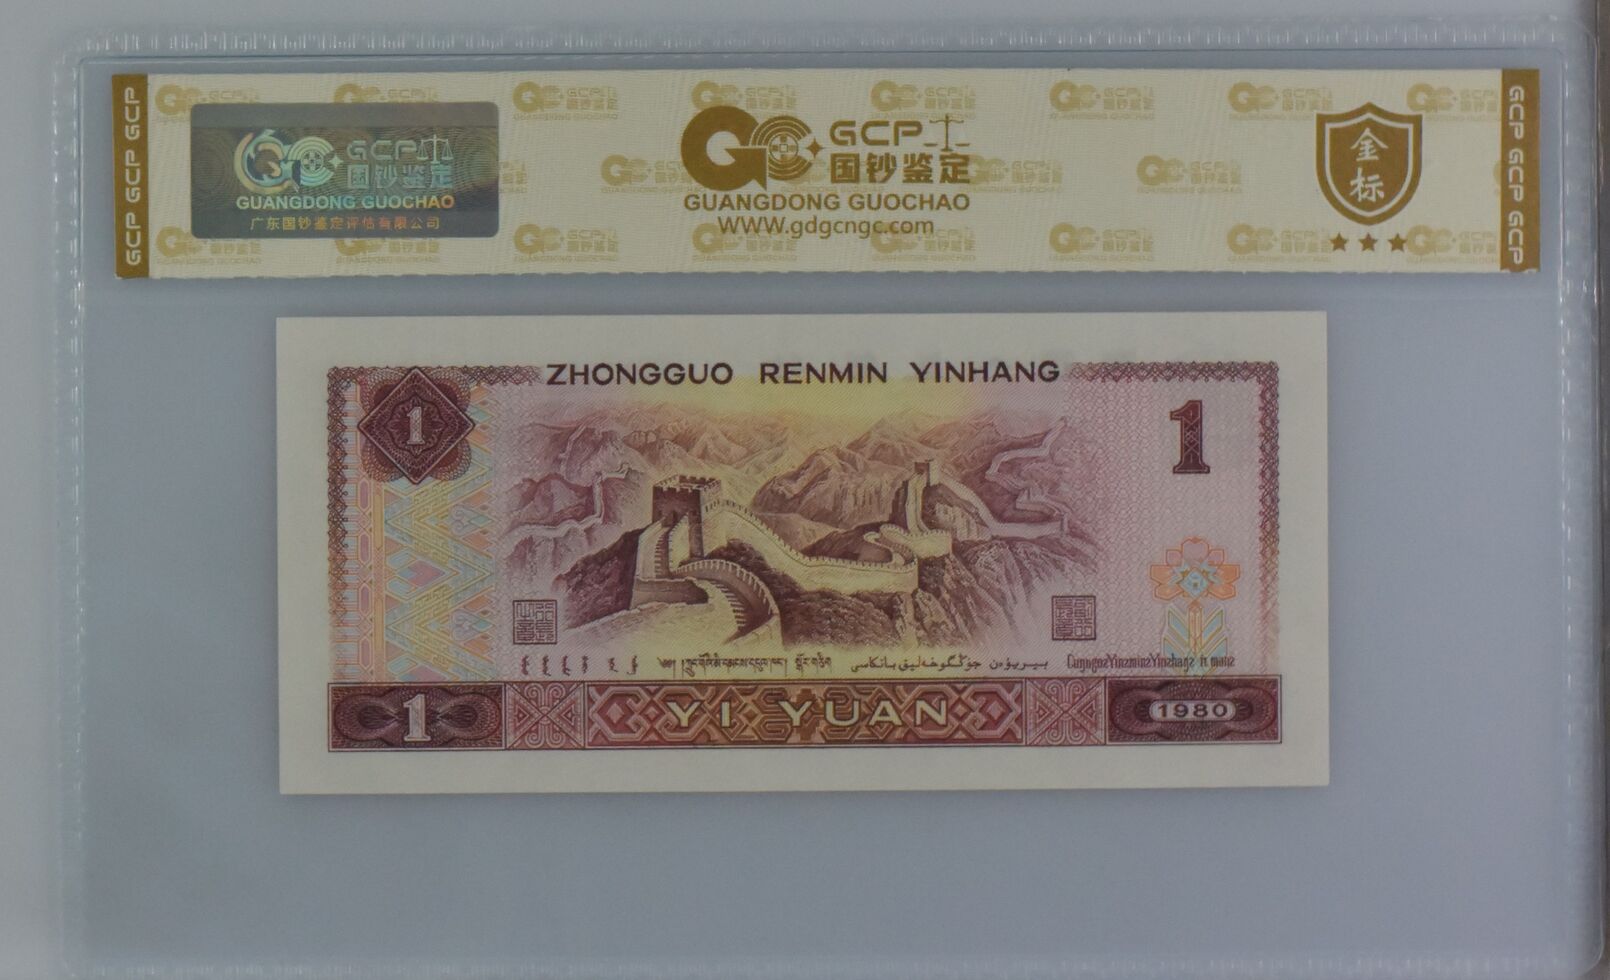 GCP GCP GCP
GCP
国钞鉴定
GUANGDONG GUOCHAO
广东国钞鉴定评估有限公司
GCP
国钞鉴定
GUANGDONG GUOCHAO
WWW.gdgcngc.com
金标
GCP GCP GCP
ZHONGGUO RENMIN YINHANG
1
1
1
YI YUAN
1980